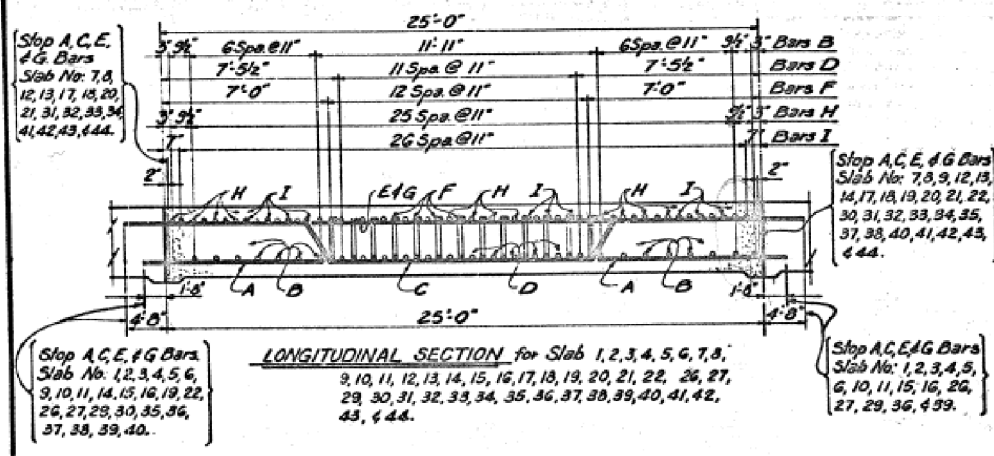 25'-0"
Stop A, C, E,
& G Bars
Slab No: 7,8,
12,13,17,18,20,
21,31,32,33,34
41,42,43,&44.
3" 9½" 6 Spa. @ 11" 11'-11" 6 Spa. @ 11" 9½" 3" Bars B
7'-5½" 11 Spa. @ 11" 7'-5½" Bars D
7'-0" 12 Spa. @ 11" 7'-0" Bars F
3" 9½" 25 Spa. @ 11" 9½" 3" Bars H
7" 26 Spa. @ 11" 7" Bars I
2" 2"
H I E&G F H I H I
Stop A, C, E, & G Bars
Slab No: 7,8,9,12,13,
14,17,18,19,20,21,22,
30,31,32,33,34,35,
37,38,40,41,42,43,
&44.
A B C D A B
1'-8" 1'-8"
4'-8" 25'-0" 4'-8"
Stop A, C, E, & G Bars
Slab No: 1,2,3,4,5,6,
9,10,11,14,15,16,19,22,
26,27,29,30,35,36,
37,38,39,40.
LONGITUDINAL SECTION for Slab 1,2,3,4,5,6,7,8,
9,10,11,12,13,14,15,16,17,18,19,20,21,22, 26,27,
29,30,31,32,33,34,35,36,37,38,39,40,41,42,
43, & 44.
Stop A,C,E,&G Bars
Slab No: 1,2,3,4,5,
6,10,11,15,16,26,
27,29,36,&39.